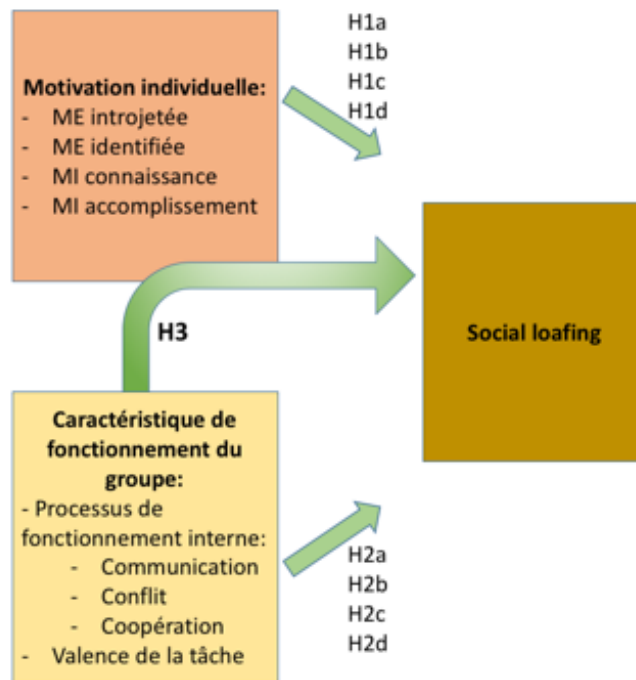 H1a
H1b
H1c
H1d
Motivation individuelle:
- ME introjetée
- ME identifiée
- MI connaissance
- MI accomplissement
H3
Social loafing
Caractéristique de
fonctionnement du
groupe:
- Processus de
fonctionnement interne:
- Communication
- Conflit
- Coopération
- Valence de la tâche
H2a
H2b
H2c
H2d